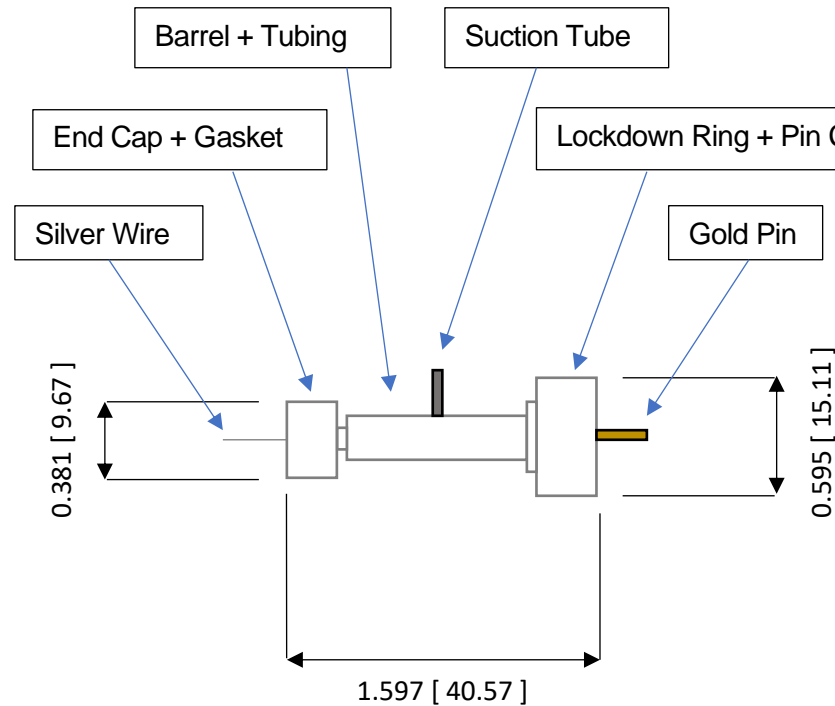 Barrel + Tubing
Suction Tube
End Cap + Gasket
Lockdown Ring + Pin
Silver Wire
Gold Pin
0.381 [ 9.67 ]
0.595 [ 15.11 ]
1.597 [ 40.57 ]